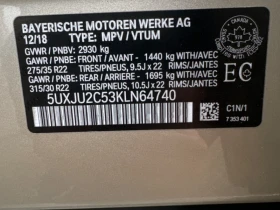 BAYERISCHE MOTOREN WERKE AG
12/18 TYPE: MPV / VTUM
GVWR / PNBV: 2930 kg
GAWR / PNBE: FRONT / AVANT - 1440 kg WITH/AVEC
275/35 R22 TIRES/PNEUS, 9.5J x 22 RIMS/JANTES
GAWR / PNBE: REAR / ARRIERE - 1695 kg WITH/AVEC
315/30 R22 TIRES/PNEUS, 10.5J x 22 RIMS/JANTES
5UXJU2C53KLN64740
EC
C1N/1
7 353 401